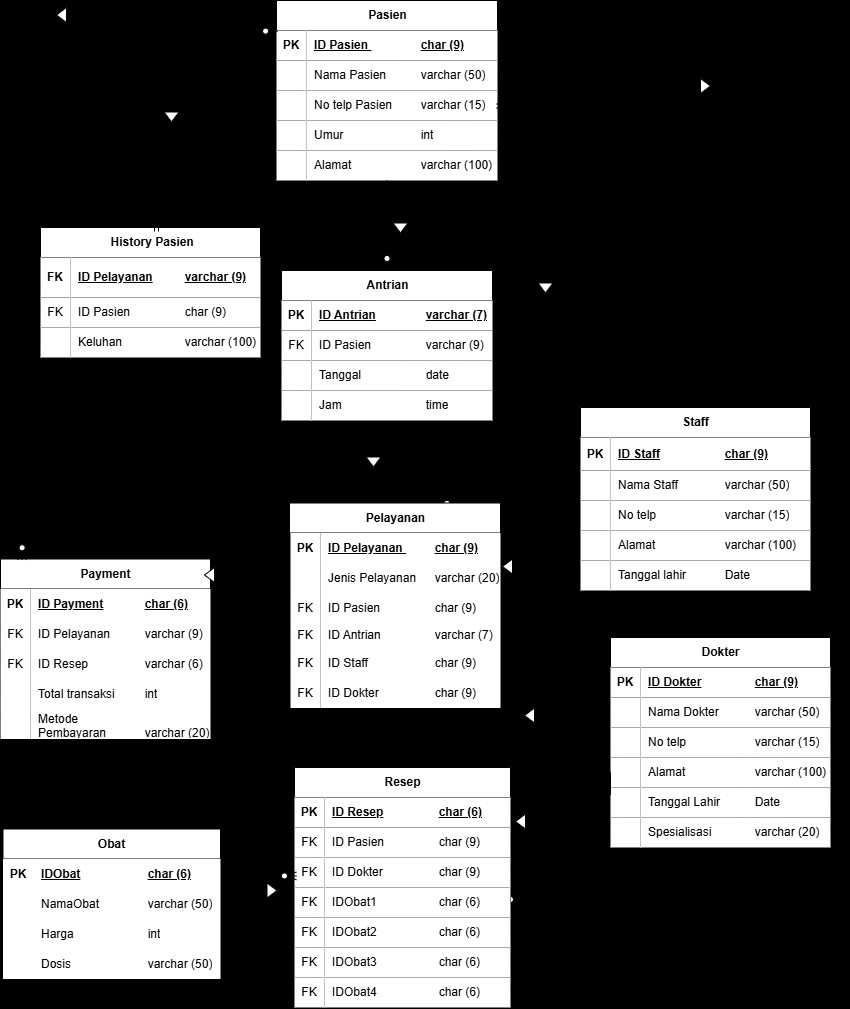 Pasien
PK ID Pasien char (9)
Nama Pasien varchar (50)
No telp Pasien varchar (15)
Umur int
Alamat varchar (100)
History Pasien
FK ID Pelayanan varchar (9)
FK ID Pasien char (9)
Keluhan varchar (100)
Antrian
PK ID Antrian varchar (7)
FK ID Pasien varchar (9)
Tanggal date
Jam time
Staff
PK ID Staff char (9)
Nama Staff varchar (50)
No telp varchar (15)
Alamat varchar (100)
Tanggal lahir Date
Pelayanan
PK ID Pelayanan char (9)
Jenis Pelayanan varchar (20)
FK ID Pasien char (9)
FK ID Antrian varchar (7)
FK ID Staff char (9)
FK ID Dokter char (9)
Payment
PK ID Payment char (6)
FK ID Pelayanan varchar (9)
FK ID Resep varchar (6)
Total transaksi int
Metode
Pembayaran varchar (20)
Dokter
PK ID Dokter char (9)
Nama Dokter varchar (50)
No telp varchar (15)
Alamat varchar (100)
Tanggal Lahir Date
Spesialisasi varchar (20)
Resep
PK ID Resep char (6)
FK ID Pasien char (9)
FK ID Dokter char (9)
FK IDObat1 char (6)
FK IDObat2 char (6)
FK IDObat3 char (6)
FK IDObat4 char (6)
Obat
PK IDObat char (6)
NamaObat varchar (50)
Harga int
Dosis varchar (50)